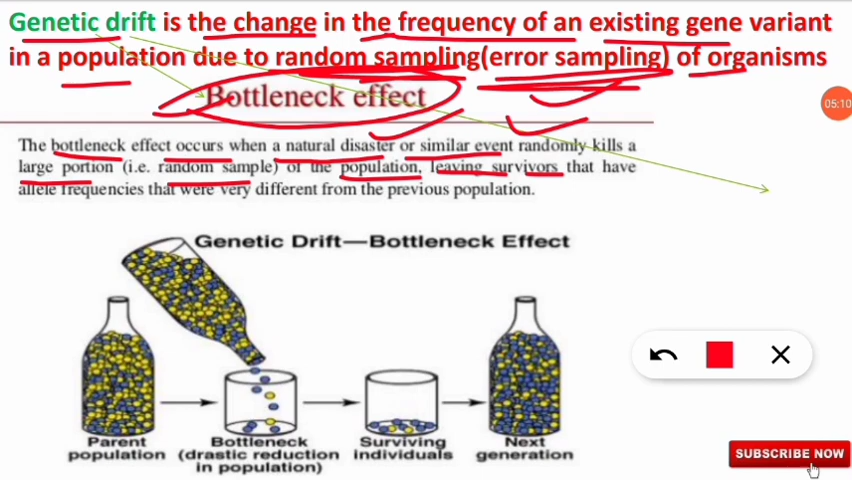 Genetic drift is the change in the frequency of an existing gene variant
in a population due to random sampling(error sampling) of organisms
Bottleneck effect
05:10
The bottleneck effect occurs when a natural disaster or similar event randomly kills a
large portion (i.e. random sample) of the population, leaving survivors that have
allele frequencies that were very different from the previous population.
Genetic Drift—Bottleneck Effect
Parent
population
Bottleneck
(drastic reduction
in population)
Surviving
individuals
Next
generation
SUBSCRIBE NOW